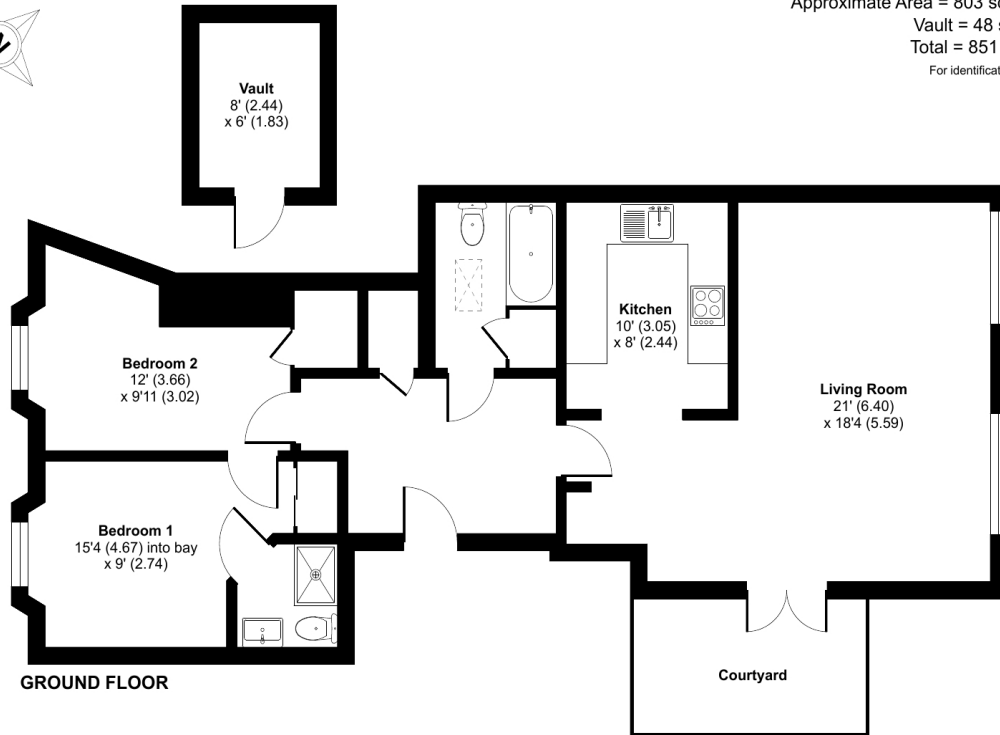 Approximate Area = 803
Vault = 48
Total = 851
For
N
Vault
8' (2.44)
x 6' (1.83)
Kitchen
10' (3.05)
x 8' (2.44)
Bedroom 2
12' (3.66)
x 9'11 (3.02)
Living Room
21' (6.40)
x 18'4 (5.59)
Bedroom 1
15'4 (4.67) into bay
x 9' (2.74)
Courtyard
GROUND FLOOR